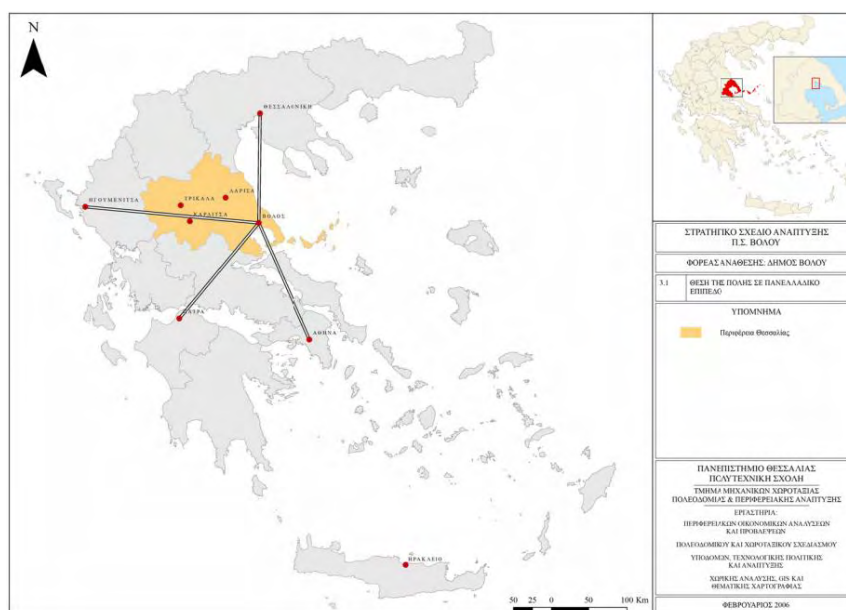 N
ΘΕΣΣΑΛΟΝΙΚΗ
ΗΓΟΥΜΕΝΙΤΣΑ
ΤΡΙΚΑΛΑ
ΛΑΡΙΣΑ
ΚΑΡΔΙΤΣΑ
ΒΟΛΟΣ
ΠΑΤΡΑ
ΑΘΗΝΑ
ΗΡΑΚΛΕΙΟ
50 25 0 50 100 Km
ΣΤΡΑΤΗΓΙΚΟ ΣΧΕΔΙΟ ΑΝΑΠΤΥΞΗΣ
Π.Σ. ΒΟΛΟΥ
ΦΟΡΕΑΣ ΑΝΑΘΕΣΗΣ: ΔΗΜΟΣ ΒΟΛΟΥ
3.1 ΘΕΣΗ ΤΗΣ ΠΟΛΗΣ ΣΕ ΠΑΝΕΛΛΑΔΙΚΟ
ΕΠΙΠΕΔΟ
ΥΠΟΜΝΗΜΑ
Περιφέρεια Θεσσαλίας
ΠΑΝΕΠΙΣΤΗΜΙΟ ΘΕΣΣΑΛΙΑΣ
ΠΟΛΥΤΕΧΝΙΚΗ ΣΧΟΛΗ
ΤΜΗΜΑ ΜΗΧΑΝΙΚΩΝ ΧΩΡΟΤΑΞΙΑΣ
ΠΟΛΕΟΔΟΜΙΑΣ & ΠΕΡΙΦΕΡΕΙΑΚΗΣ ΑΝΑΠΤΥΞΗΣ
ΕΡΓΑΣΤΗΡΙΑ:
ΠΕΡΙΦΕΡΕΙΑΚΩΝ ΟΙΚΟΝΟΜΙΚΩΝ ΑΝΑΛΥΣΕΩΝ
ΚΑΙ ΠΡΟΒΛΕΨΕΩΝ
ΠΟΛΕΟΔΟΜΙΚΟΥ ΚΑΙ ΧΩΡΟΤΑΞΙΚΟΥ ΣΧΕΔΙΑΣΜΟΥ
ΥΠΟΔΟΜΩΝ, ΤΕΧΝΟΛΟΓΙΚΗΣ ΠΟΛΙΤΙΚΗΣ
ΚΑΙ ΑΝΑΠΤΥΞΗΣ
ΧΩΡΙΚΗΣ ΑΝΑΛΥΣΗΣ, GIS ΚΑΙ
ΘΕΜΑΤΙΚΗΣ ΧΑΡΤΟΓΡΑΦΙΑΣ
ΦΕΒΡΟΥΑΡΙΟΣ 2006